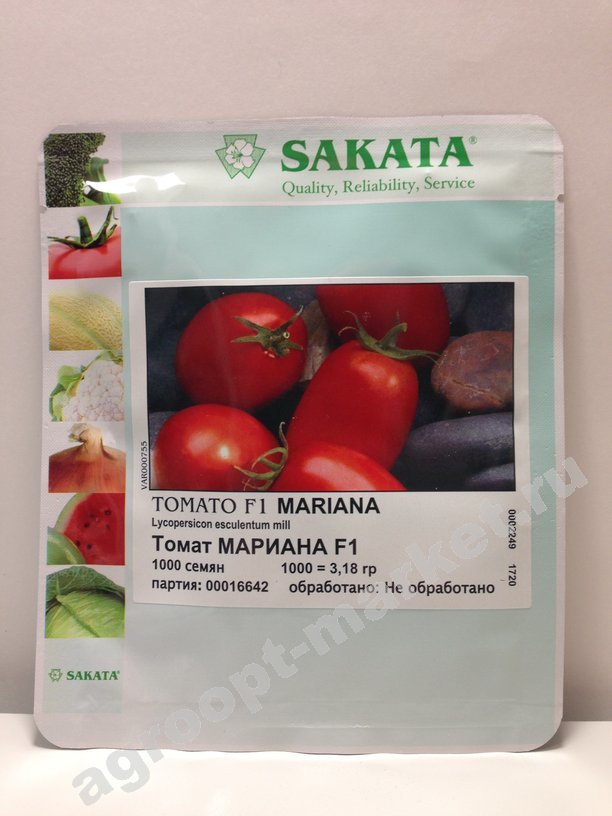 SAKATA®
Quality, Reliability, Service
VAR000755
TOMATO F1 MARIANA
Lycopersicon esculentum mill
Томат МАРИАНА F1
1000 семян 1000 = 3,18 гр
партия: 00016642 обработано: Не обработано
0002249 1720
SAKATA®
agroopt-market.ru